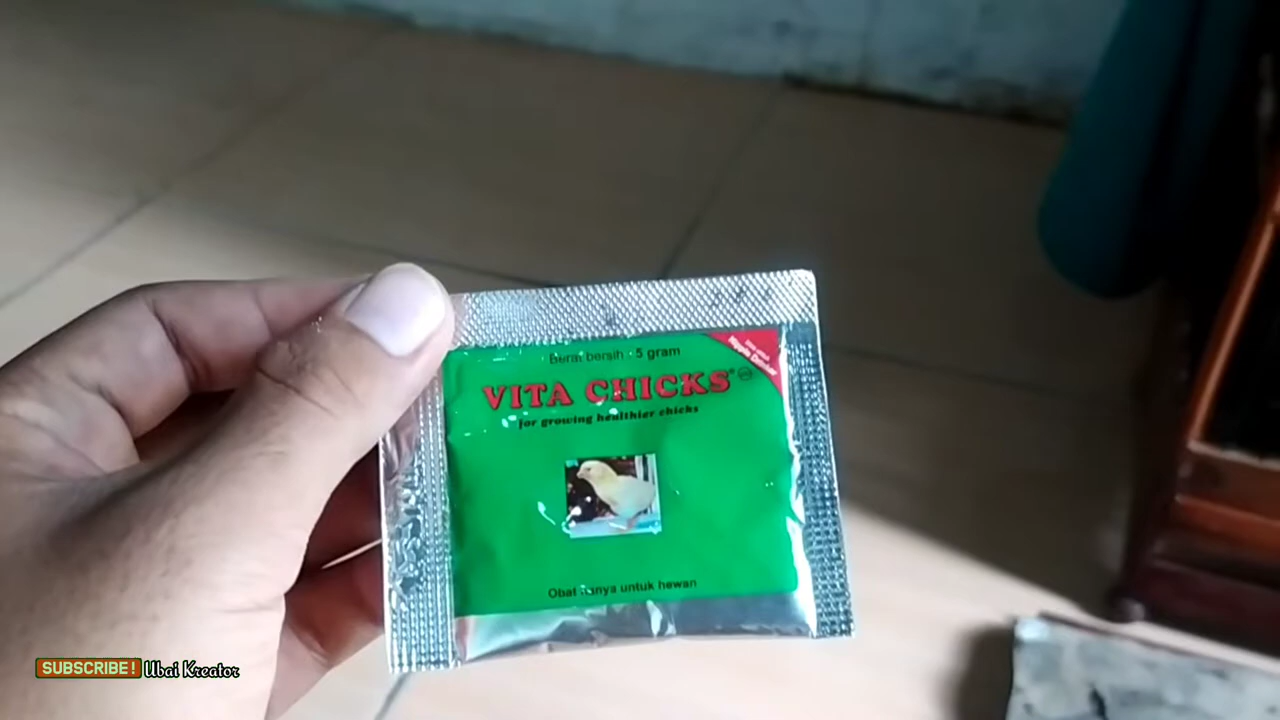 Berat bersih : 5 gram
VITA CHICKS®
for growing healthier chicks
Obat hanya untuk hewan
SUBSCRIBE! Ubai Kreator